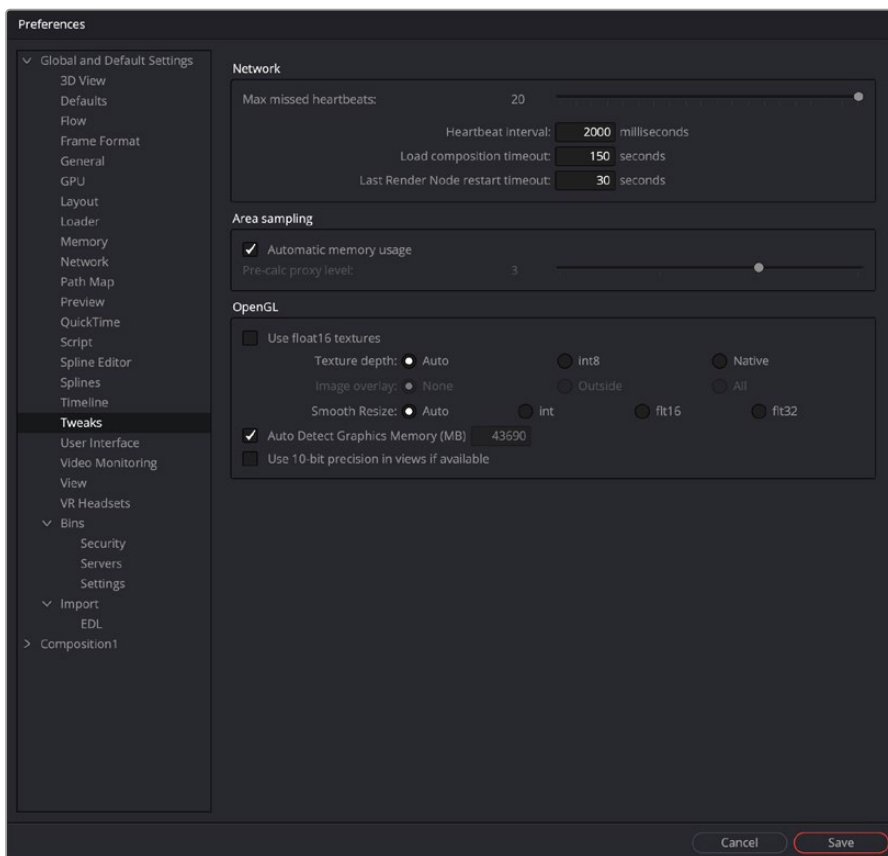 Preferences
Global and Default Settings
3D View
Defaults
Flow
Frame Format
General
GPU
Layout
Loader
Memory
Network
Path Map
Preview
QuickTime
Script
Spline Editor
Splines
Timeline
Tweaks
User Interface
Video Monitoring
View
VR Headsets
Bins
Security
Servers
Settings
Import
EDL
Composition1
Network
Max missed heartbeats: 20
Heartbeat interval: 2000 milliseconds
Load composition timeout: 150 seconds
Last Render Node restart timeout: 30 seconds
Area sampling
Automatic memory usage
Pre-calc proxy level: 3
OpenGL
Use float16 textures
Texture depth: Auto int8 Native
Image overlay: None Outside All
Smooth Resize: Auto int flt16 flt32
Auto Detect Graphics Memory (MB) 43690
Use 10-bit precision in views if available
Cancel Save